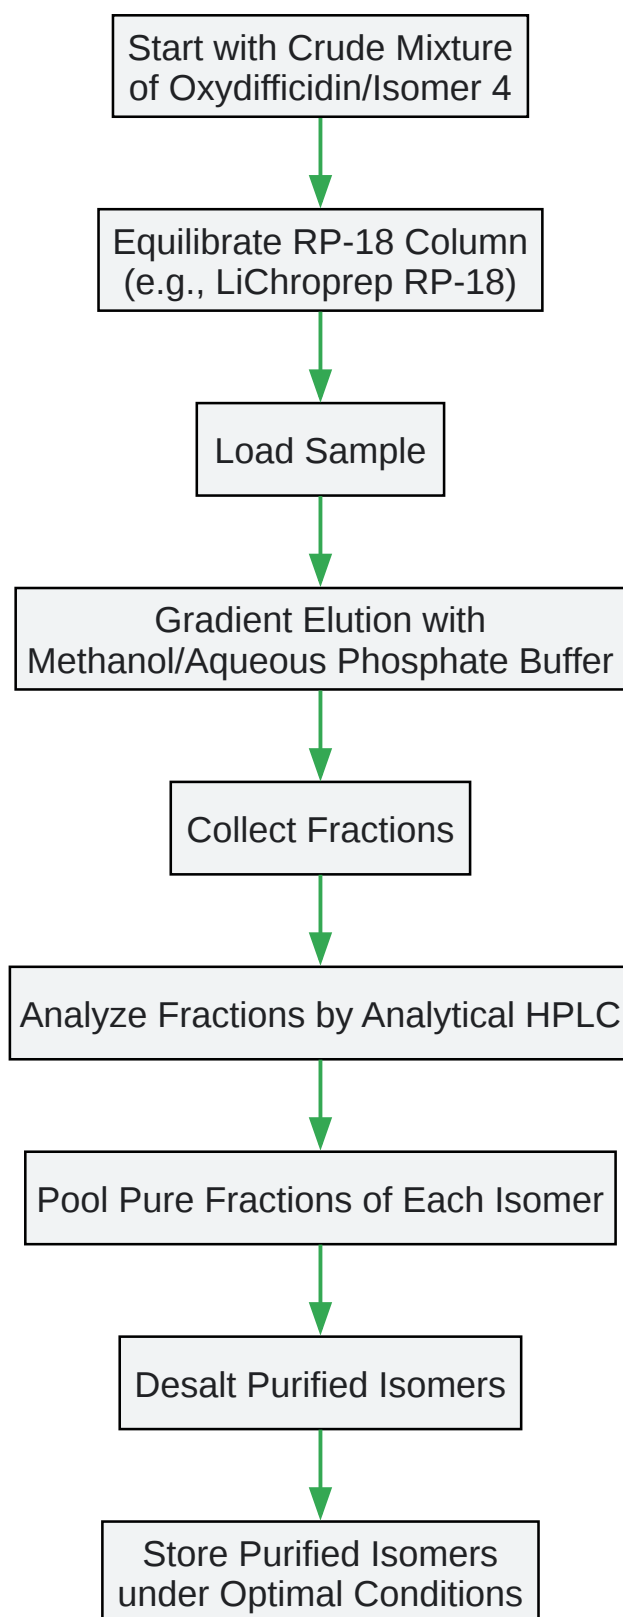 Start with Crude Mixture
of Oxydifficidin/Isomer 4
Equilibrate RP-18 Column
(e.g., LiChroprep RP-18)
Load Sample
Gradient Elution with
Methanol/Aqueous Phosphate Buffer
Collect Fractions
Analyze Fractions by Analytical HPLC
Pool Pure Fractions of Each Isomer
Desalt Purified Isomers
Store Purified Isomers
under Optimal Conditions